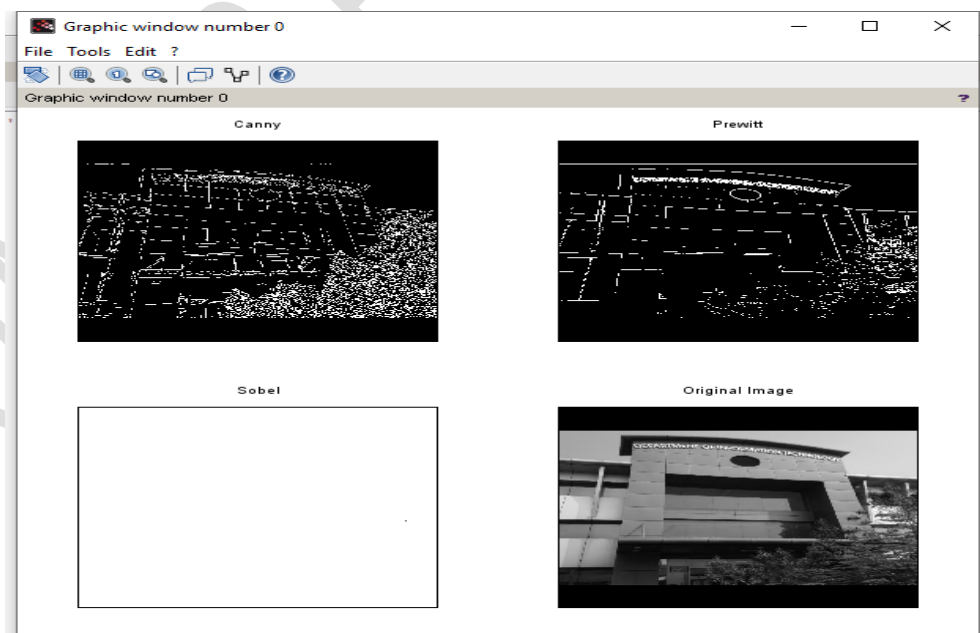 Graphic window number 0
File Tools Edit ?
Graphic window number 0 ?
Canny
Prewitt
Sobel
Original Image